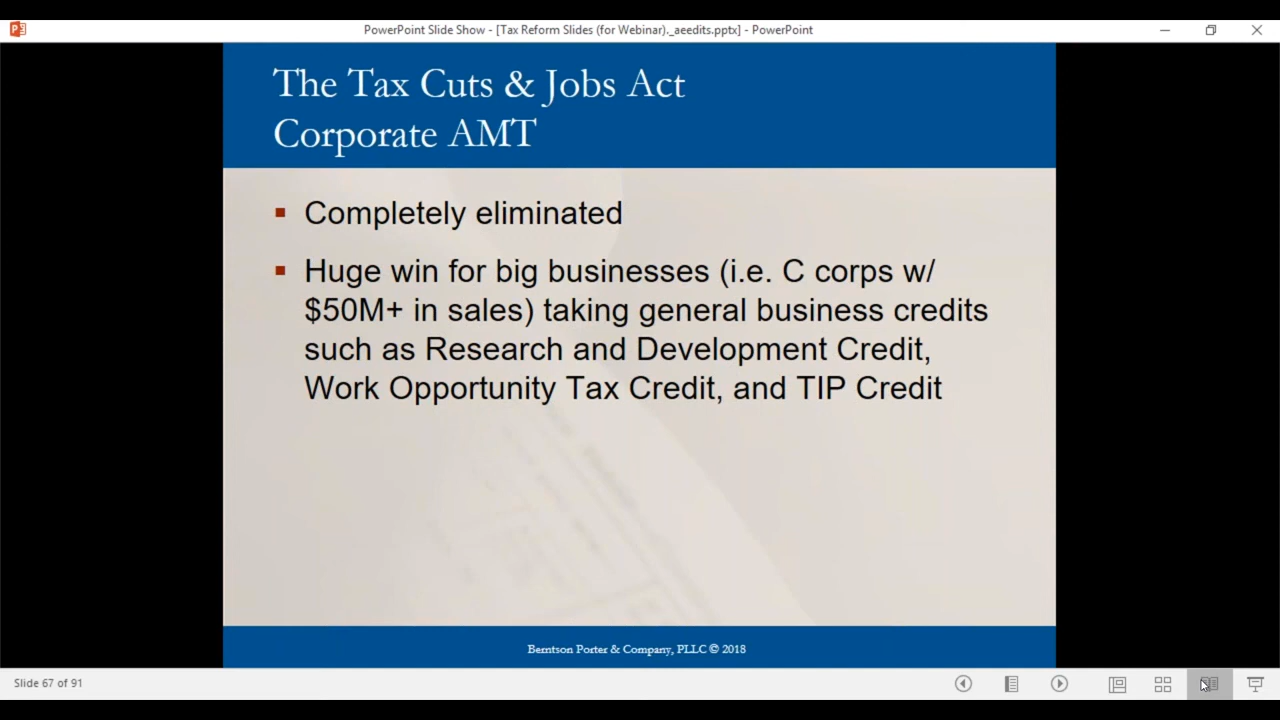 PowerPoint Slide Show - [Tax Reform Slides (for Webinar)._aeedits.pptx] - PowerPoint
The Tax Cuts & Jobs Act
Corporate AMT
Completely eliminated
Huge win for big businesses (i.e. C corps w/
$50M+ in sales) taking general business credits
such as Research and Development Credit,
Work Opportunity Tax Credit, and TIP Credit
Berntson Porter & Company, PLLC © 2018
Slide 67 of 91